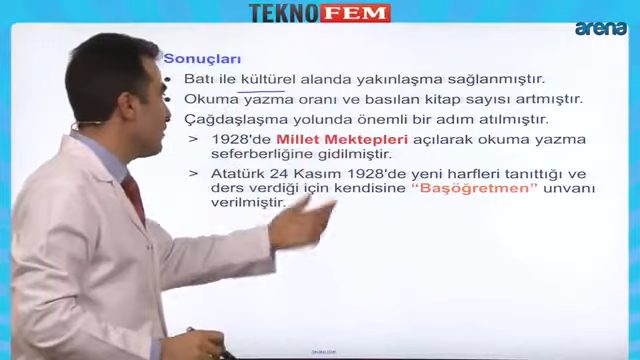 TEKNOFEM
arena
Sonuçları
• Batı ile kültürel alanda yakınlaşma sağlanmıştır.
• Okuma yazma oranı ve basılan kitap sayısı artmıştır.
• Çağdaşlaşma yolunda önemli bir adım atılmıştır.
> 1928'de Millet Mektepleri açılarak okuma yazma
seferberliğine gidilmiştir.
> Atatürk 24 Kasım 1928'de yeni harfleri tanıttığı ve
ders verdiği için kendisine “Başöğretmen” unvanı
verilmiştir.